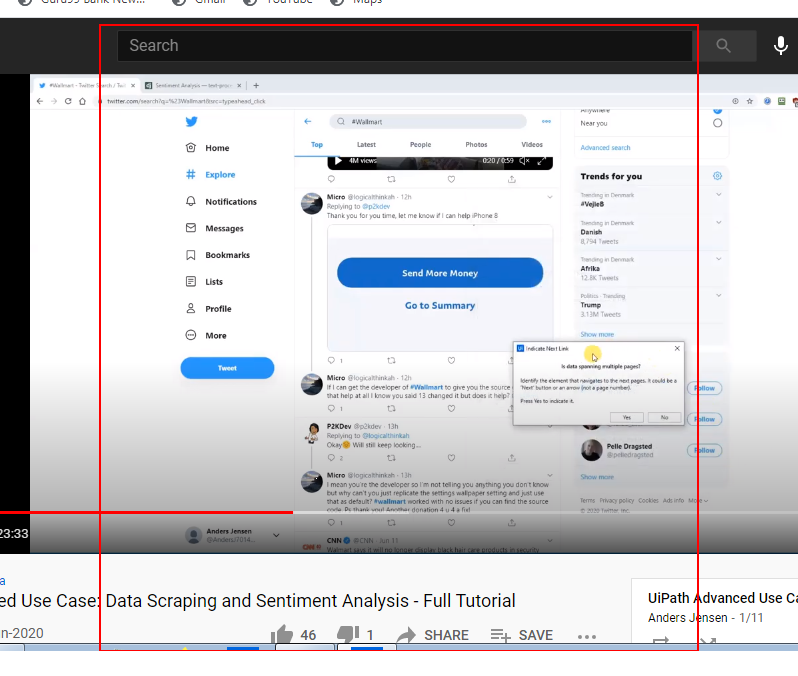 Guru99 Bank New... Gmail YouTube Maps
Search
#Wallmart - Twitter Search / Twi
Sentiment Analysis —
twitter.com/search?q=%23Wallmart&src=typeahead_click
#Wallmart
Top Latest People Photos Videos
Home
Explore
Notifications
Messages
Bookmarks
Lists
Profile
More
Tweet
Anders Jensen
4M views 0:20 / 0:59
Micro @logicalthinkah · 12h
Replying to @p2kdev
Thank you for you time, let me know if I can help iPhone 8
Send More Money
Go to Summary
1
Micro @logicalthinkah · 12h
If I can get the developer of #Wallmart to give you the source
that help at all I know you said 13 changed it but does it help?
1
P2KDev @p2kdev · 13h
Replying to @logicalthinkah
Okay Will still keep looking...
2
Micro @logicalthinkah · 13h
I mean you're the developer so I'm not telling you anything you don't know
but why can't you just replicate the settings wallpaper setting and just use
that as default? #wallmart worked with no issues if you can find the source
code. Ps thank you! Another donation 4 u 4 a fix!
1
CNN @CNN · Jun 11
Walmart says it will no longer display black hair care products in security
Anywhere
Near you
Advanced search
Trends for you
Trending in Denmark
#VejleB
Trending in Denmark
Danish
8,794 Tweets
Trending in Denmark
Afrika
12.8K Tweets
Politics · Trending
Trump
3.13M Tweets
Show more
Indicate Next Link
Is data spanning multiple pages?
Identify the element that navigates to the next pages. It could be a
'Next' button or an arrow (not a page number).
Press Yes to indicate it.
Yes No
Follow
Follow
Pelle Dragsted
@pelledragsted
Follow
Show more
Terms Privacy policy Cookies Ads info More
© 2020 Twitter, Inc.
23:33
a
ed Use Case: Data Scraping and Sentiment Analysis - Full Tutorial
n-2020
46 1 SHARE SAVE
UiPath Advanced Use Ca
Anders Jensen - 1/11